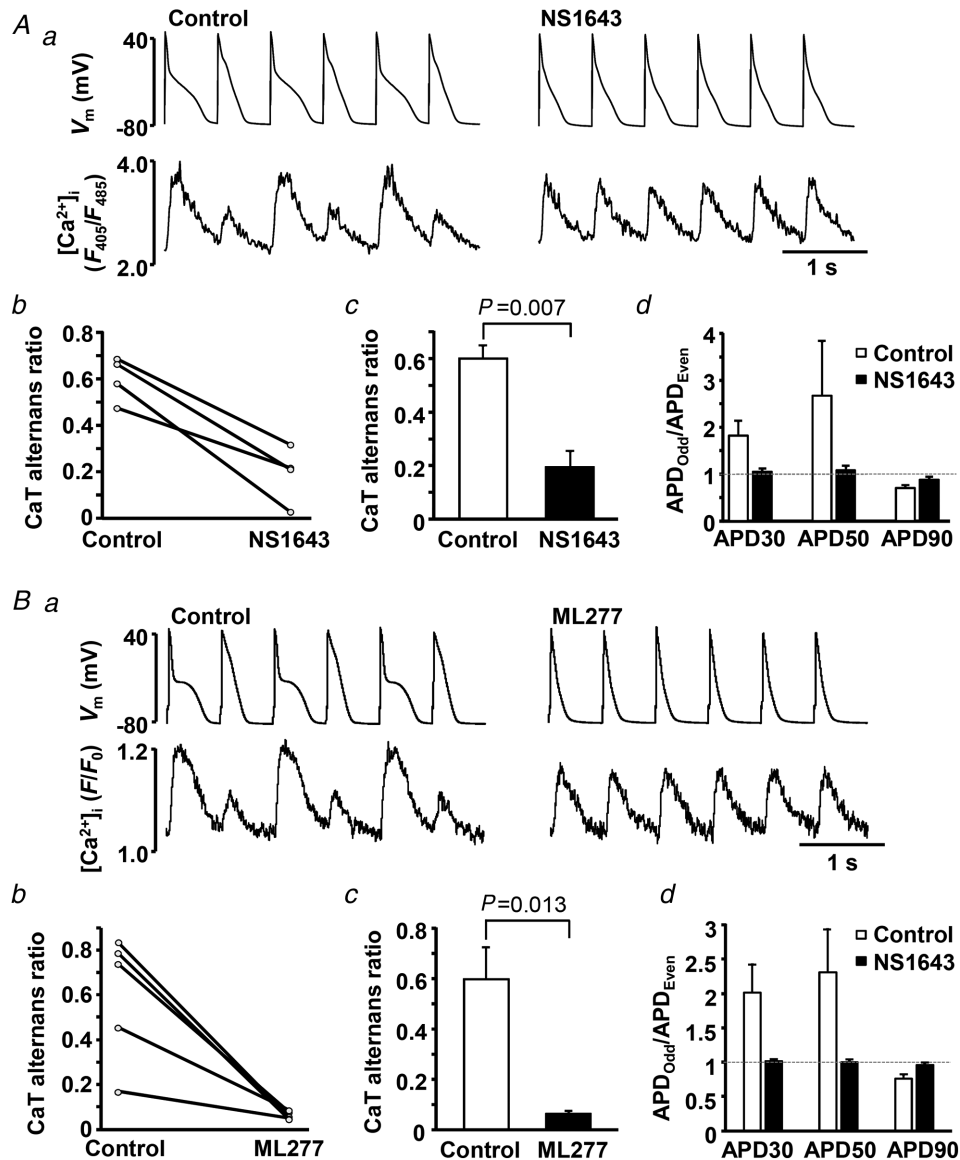 A a
Control NS1643
40
-80
Vm (mV)
4.0
2.0
[Ca2+]i
(F405/F485)
1 s
b
CaT alternans ratio
0.8
0.6
0.4
0.2
0
Control NS1643
c
P=0.007
CaT alternans ratio
0.6
0.4
0.2
0
Control NS1643
d
APDOdd/APDEven
4
3
2
1
0
Control
NS1643
APD30 APD50 APD90
B a
Control ML277
40
-80
Vm (mV)
1.2
1.0
[Ca2+]i (F/F0)
1 s
b
CaT alternans ratio
0.8
0.6
0.4
0.2
0
Control ML277
c
P=0.013
CaT alternans ratio
0.8
0.6
0.4
0.2
0
Control ML277
d
APDOdd/APDEven
3
2.5
2
1.5
1
0.5
0
Control
NS1643
APD30 APD50 APD90